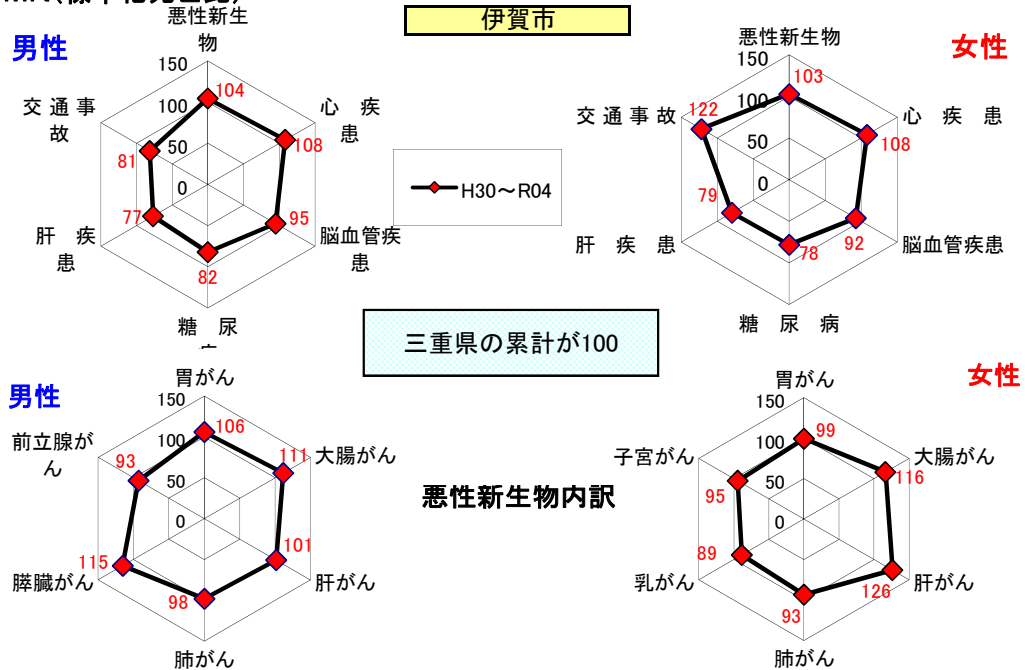 伊賀市
男性
悪性新生
物
150
100
50
0
104
心 疾
患
108
脳血管疾
患
95
糖 尿
82
肝 疾
患
77
交 通 事
故
81
H30～R04
女性
悪性新生物
150
100
50
0
103
心 疾 患
108
脳血管疾患
92
糖 尿 病
78
肝 疾 患
79
交 通 事 故
122
三重県の累計が100
男性
胃がん
150
100
50
0
106
大腸がん
111
肝がん
101
肺がん
98
膵臓がん
115
前立腺が
ん
93
悪性新生物内訳
女性
胃がん
150
100
50
0
99
大腸がん
116
肝がん
126
肺がん
93
乳がん
89
子宮がん
95